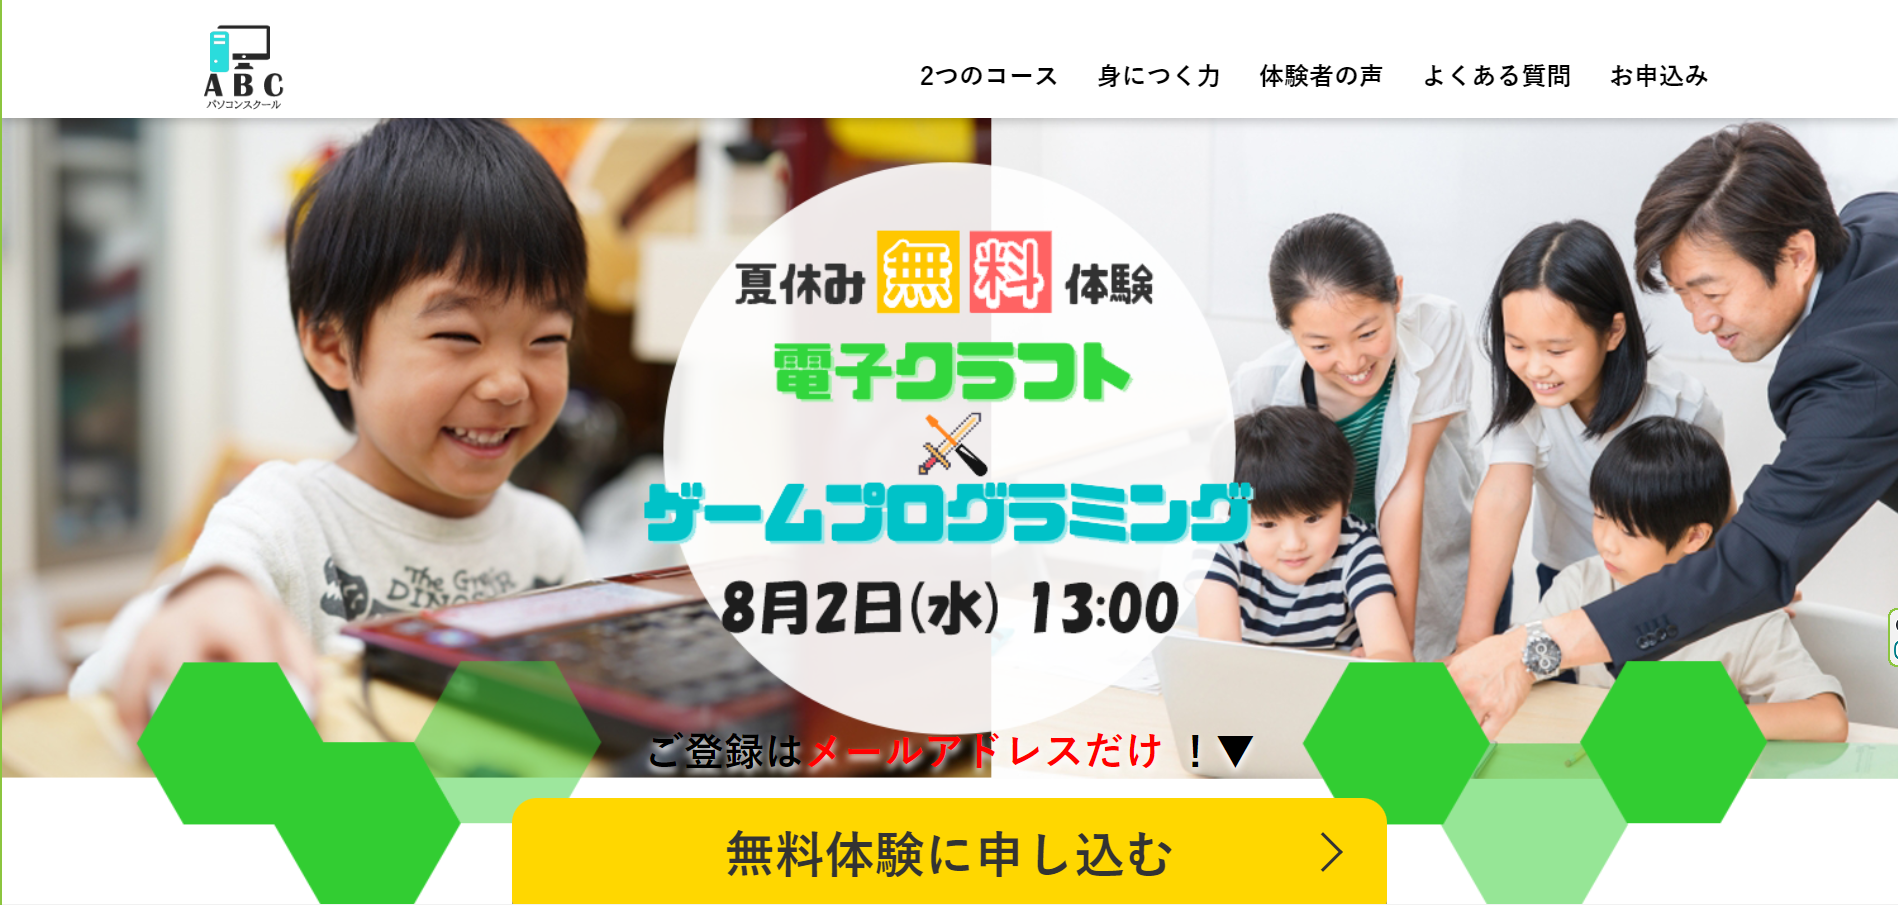 ABC
パソコンスクール
2つのコース 身につく力 体験者の声 よくある質問 お申込み
夏休み 無料 体験
電子クラフト
ゲームプログラミング
8月2日(水) 13:00
ご登録はメールアドレスだけ！▼
無料体験に申し込む